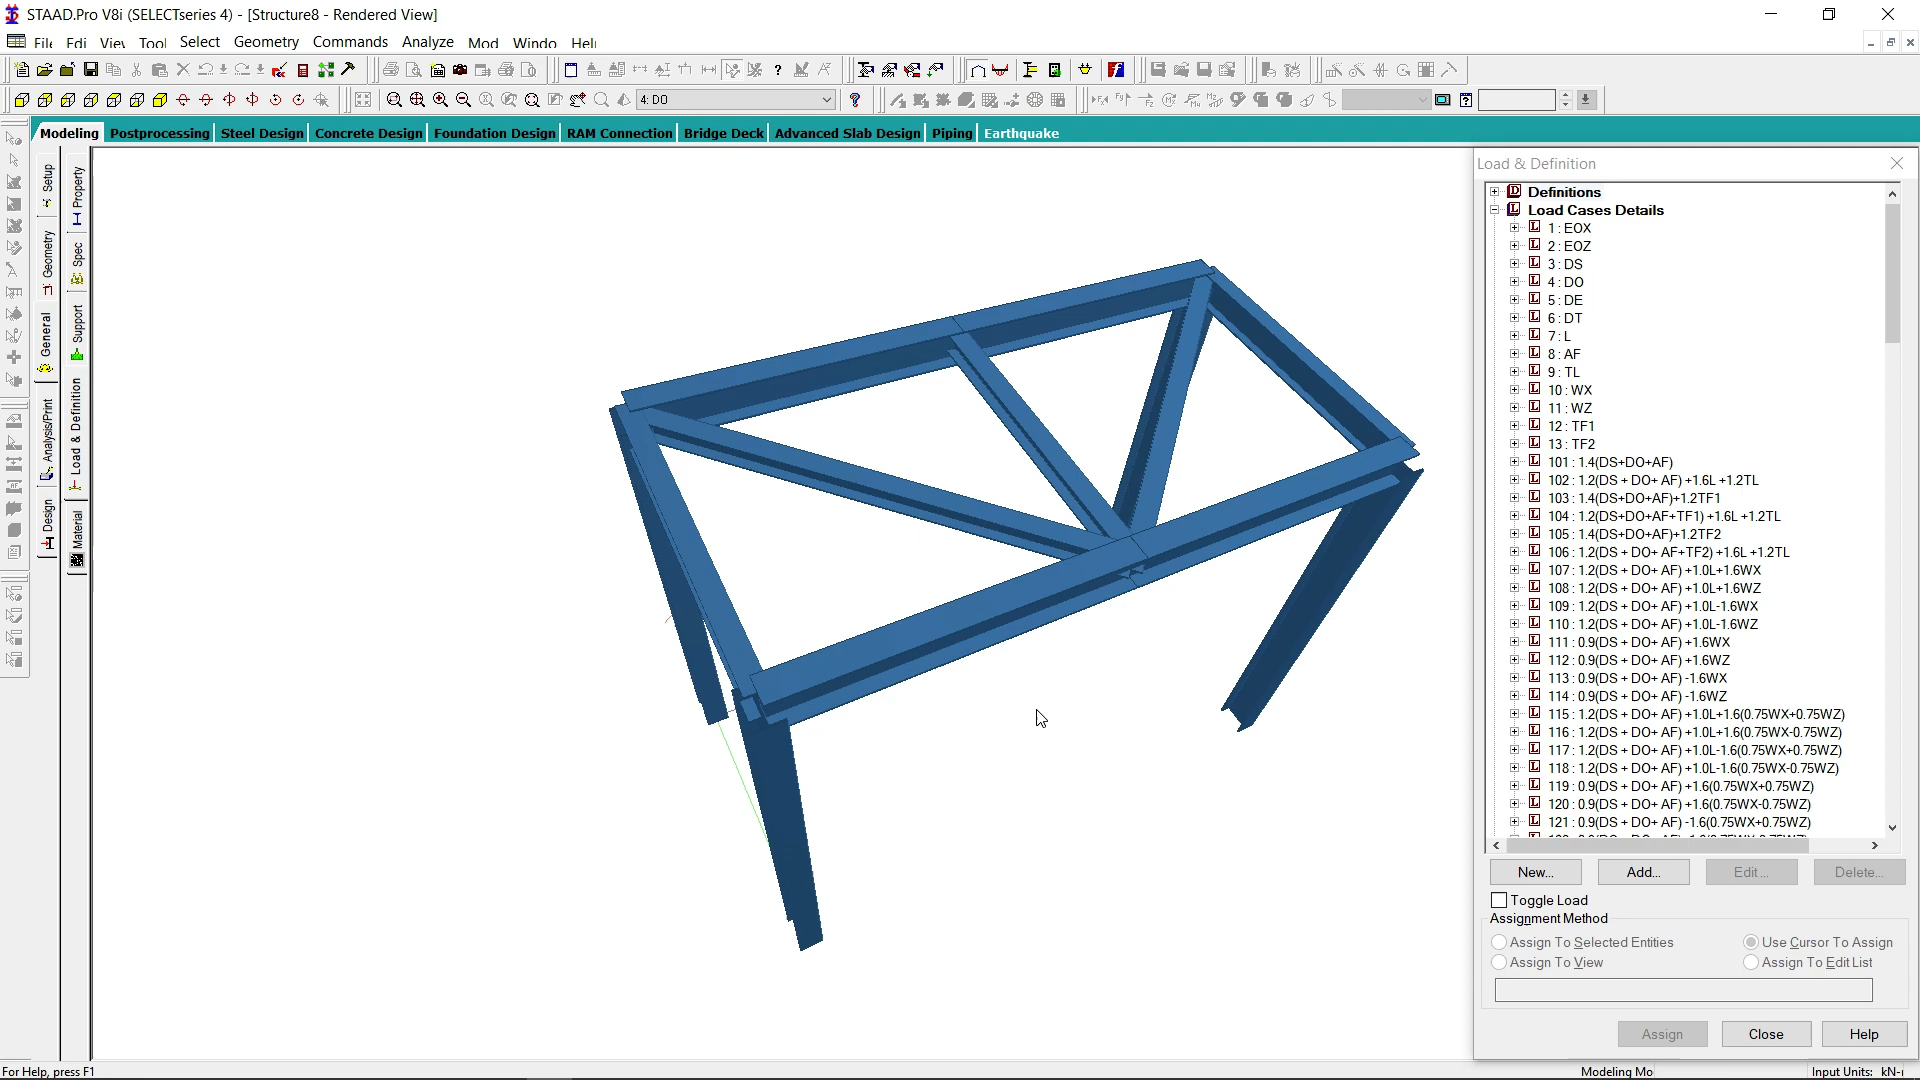 STAAD.Pro V8i (SELECTseries 4) - [Structure8 - Rendered View]
File Edi View Tool Select Geometry Commands Analyze Mod Windo Help
4: DO
Modeling Postprocessing Steel Design Concrete Design Foundation Design RAM Connection Bridge Deck Advanced Slab Design Piping Earthquake
Setup
Geometry
General
Analysis/Print
Design
Property
Spec
Support
Load & Definition
Material
Load & Definition
Definitions
Load Cases Details
1 : EOX
2 : EOZ
3 : DS
4 : DO
5 : DE
6 : DT
7 : L
8 : AF
9 : TL
10 : WX
11 : WZ
12 : TF1
13 : TF2
101 : 1.4(DS+DO+AF)
102 : 1.2(DS + DO+ AF) +1.6L +1.2TL
103 : 1.4(DS+DO+AF)+1.2TF1
104 : 1.2(DS+DO+AF+TF1) +1.6L +1.2TL
105 : 1.4(DS+DO+AF)+1.2TF2
106 : 1.2(DS + DO+ AF+TF2) +1.6L +1.2TL
107 : 1.2(DS + DO+ AF) +1.0L+1.6WX
108 : 1.2(DS + DO+ AF) +1.0L+1.6WZ
109 : 1.2(DS + DO+ AF) +1.0L-1.6WX
110 : 1.2(DS + DO+ AF) +1.0L-1.6WZ
111 : 0.9(DS + DO+ AF) +1.6WX
112 : 0.9(DS + DO+ AF) +1.6WZ
113 : 0.9(DS + DO+ AF) -1.6WX
114 : 0.9(DS + DO+ AF) -1.6WZ
115 : 1.2(DS + DO+ AF) +1.0L+1.6(0.75WX+0.75WZ)
116 : 1.2(DS + DO+ AF) +1.0L+1.6(0.75WX-0.75WZ)
117 : 1.2(DS + DO+ AF) +1.0L-1.6(0.75WX+0.75WZ)
118 : 1.2(DS + DO+ AF) +1.0L-1.6(0.75WX-0.75WZ)
119 : 0.9(DS + DO+ AF) +1.6(0.75WX+0.75WZ)
120 : 0.9(DS + DO+ AF) +1.6(0.75WX-0.75WZ)
121 : 0.9(DS + DO+ AF) -1.6(0.75WX+0.75WZ)
New... Add... Edit ... Delete...
Toggle Load
Assignment Method
Assign To Selected Entities Use Cursor To Assign
Assign To View Assign To Edit List
Assign Close Help
For Help, press F1 Modeling Mo Input Units: kN-